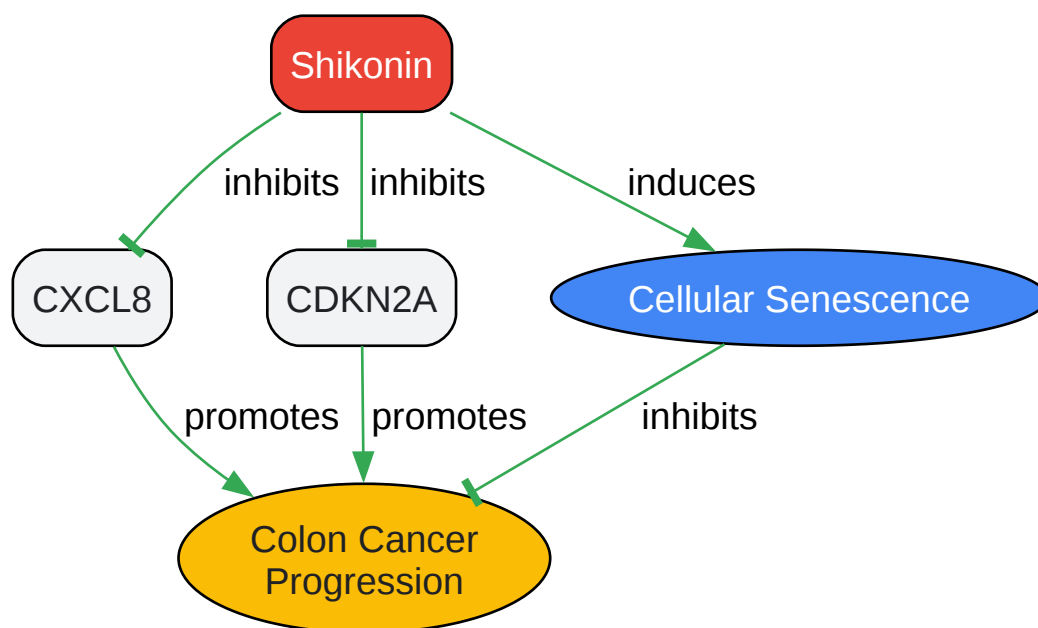 Shikonin
inhibits
inhibits
induces
CXCL8
CDKN2A
Cellular Senescence
promotes
promotes
inhibits
Colon Cancer
Progression